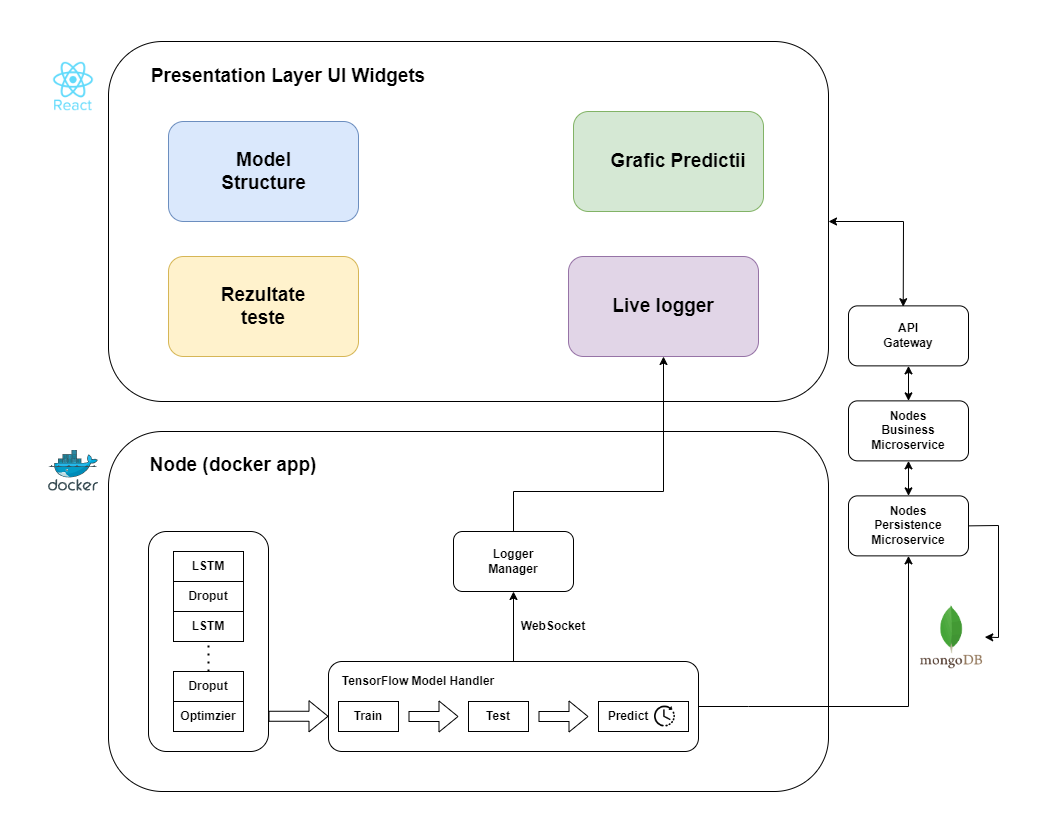 Presentation Layer UI Widgets
React
Model
Structure
Grafic Predictii
Rezultate
teste
Live logger
API
Gateway
Nodes
Business
Microservice
Nodes
Persistence
Microservice
mongoDB
docker
Node (docker app)
LSTM
Droput
LSTM
Droput
Optimzier
Logger
Manager
WebSocket
TensorFlow Model Handler
Train
Test
Predict